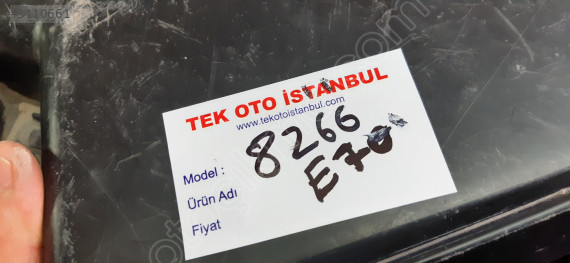 TEK OTO İSTANBUL
www.tekotoistanbul.com
Model : 8266
Ürün Adı E70
Fiyat